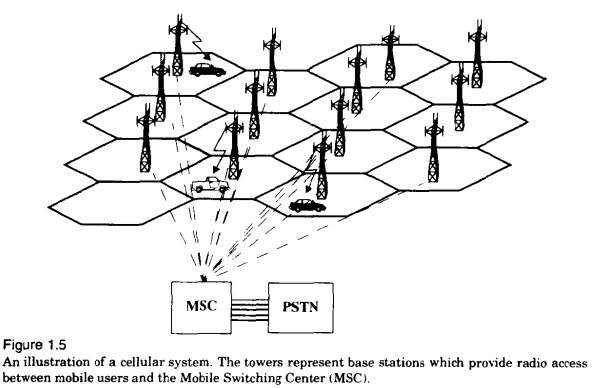 MSC PSTN
Figure 1.5
An illustration of a cellular system. The towers represent base stations which provide radio access
between mobile users and the Mobile Switching Center (MSC).